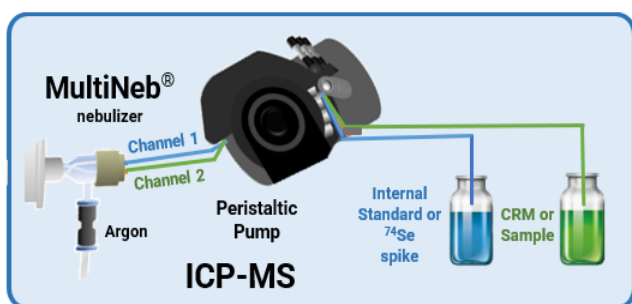 MultiNeb®
nebulizer
Channel 1
Channel 2
Argon
Peristaltic
Pump
ICP-MS
Internal
Standard or
⁷⁴Se
spike
CRM or
Sample